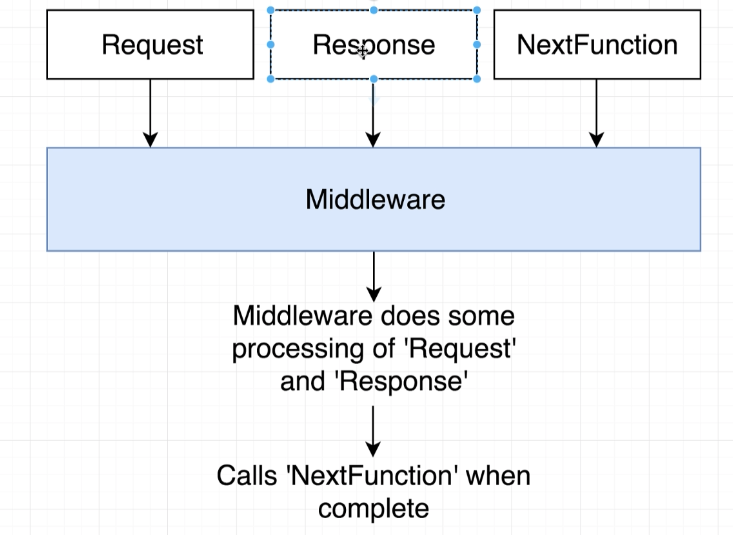 Request
Response
NextFunction
Middleware
Middleware does some
processing of 'Request'
and 'Response'
Calls 'NextFunction' when
complete